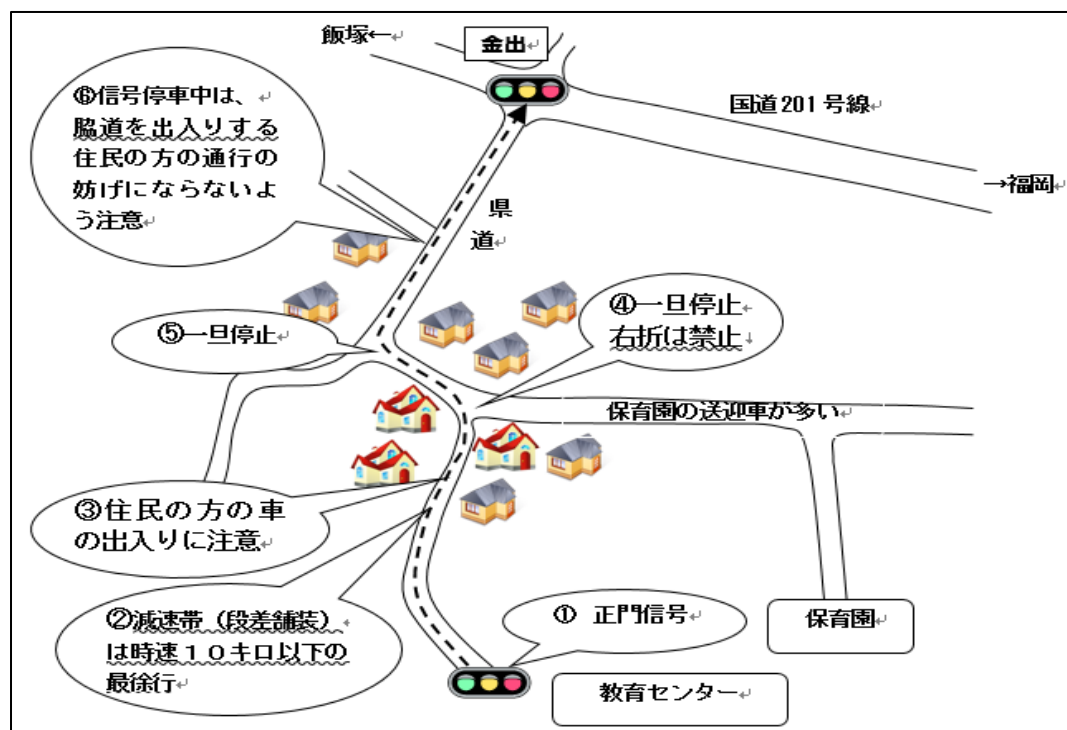 飯塚←
金出
国道201号線
→福岡
⑥信号停車中は、
脇道を出入りする
住民の方の通行の
妨げにならないよ
う注意
県
道
④一旦停止
右折は禁止
⑤一旦停止
保育園の送迎車が多い
③住民の方の車
の出入りに注意
②減速帯（段差舗装）
は時速１０キロ以下の
最徐行
① 正門信号
保育園
教育センター